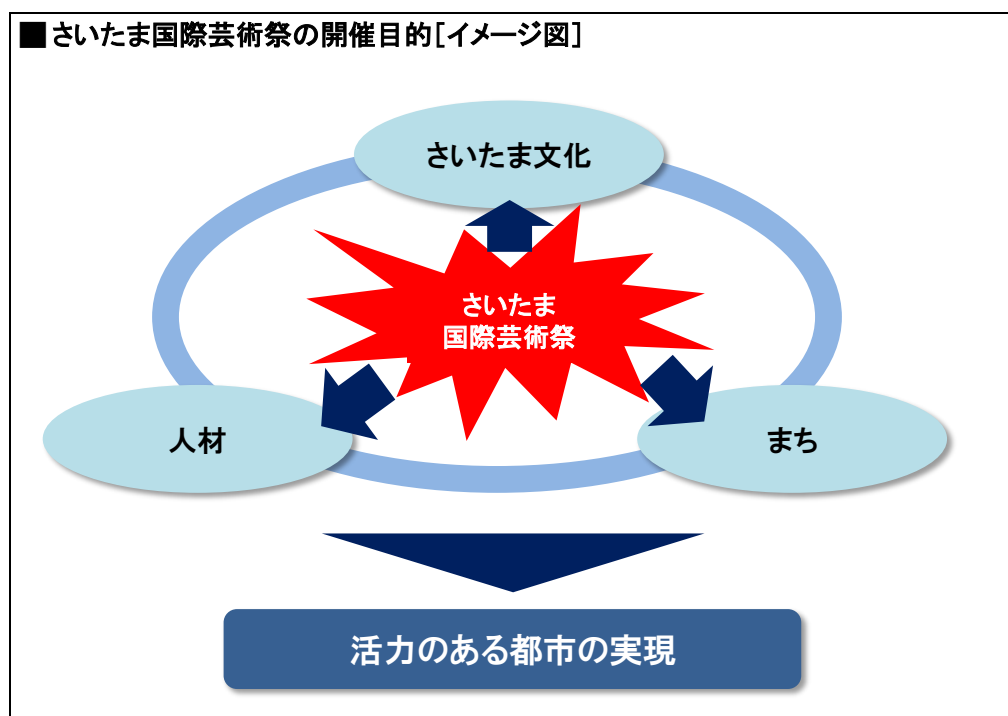 ■さいたま国際芸術祭の開催目的[イメージ図]
さいたま文化
さいたま
国際芸術祭
人材
まち
活力のある都市の実現